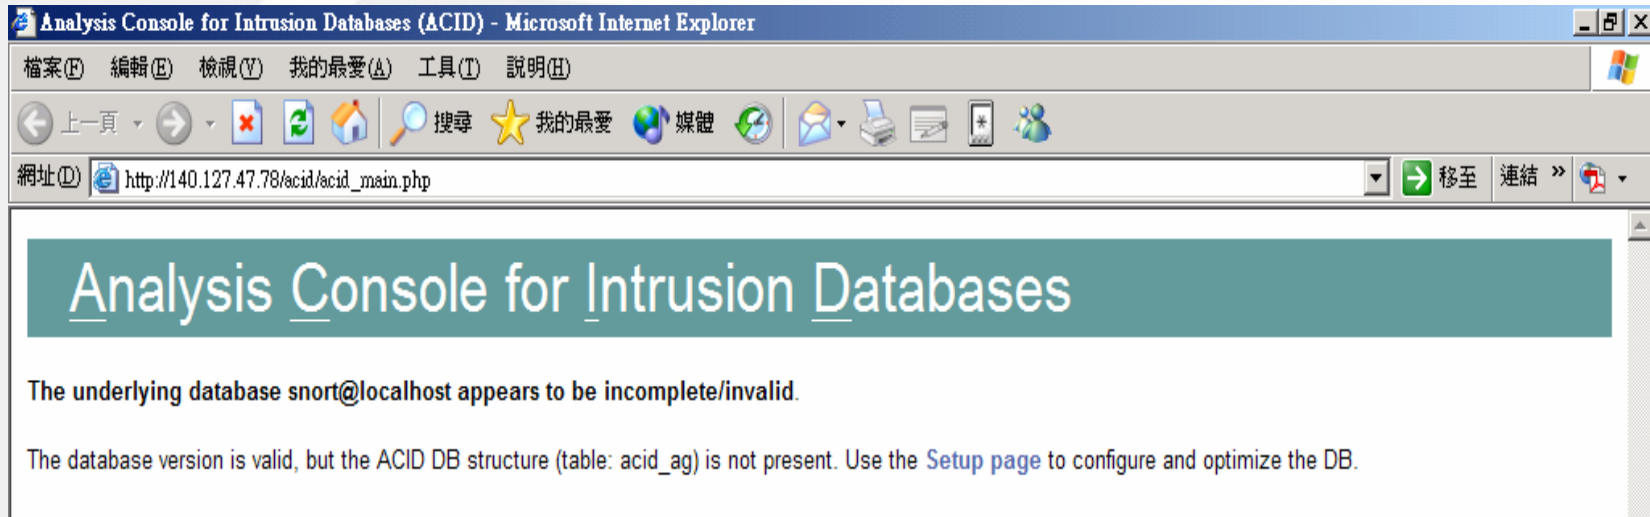 Analysis Console for Intrusion Databases (ACID) - Microsoft Internet Explorer
檔案(F) 編輯(E) 檢視(V) 我的最愛(A) 工具(T) 說明(H)
上一頁 搜尋 我的最愛 媒體
網址(D) http://140.127.47.78/acid/acid_main.php 移至 連結 »
Analysis Console for Intrusion Databases
The underlying database snort@localhost appears to be incomplete/invalid.
The database version is valid, but the ACID DB structure (table: acid_ag) is not present. Use the Setup page to configure and optimize the DB.